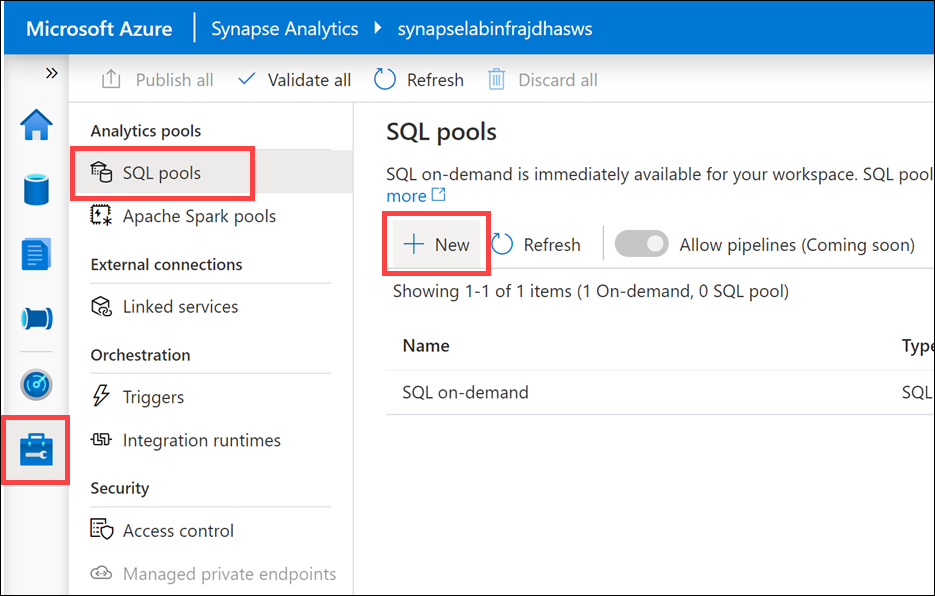 Microsoft Azure
Synapse Analytics
synapselabinfrajdhasws
Publish all
Validate all
Refresh
Discard all
Analytics pools
SQL pools
Apache Spark pools
External connections
Linked services
Orchestration
Triggers
Integration runtimes
Security
Access control
Managed private endpoints
SQL pools
SQL on-demand is immediately available for your workspace. SQL pool
more
New
Refresh
Allow pipelines (Coming soon)
Showing 1-1 of 1 items (1 On-demand, 0 SQL pool)
Name
Type
SQL on-demand
SQL